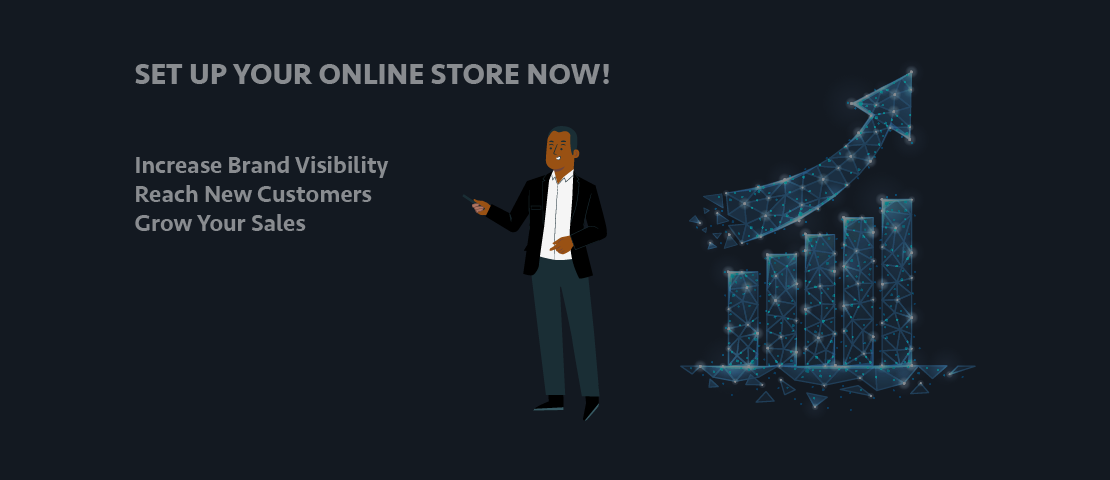 SET UP YOUR ONLINE STORE NOW!
Increase Brand Visibility
Reach New Customers
Grow Your Sales